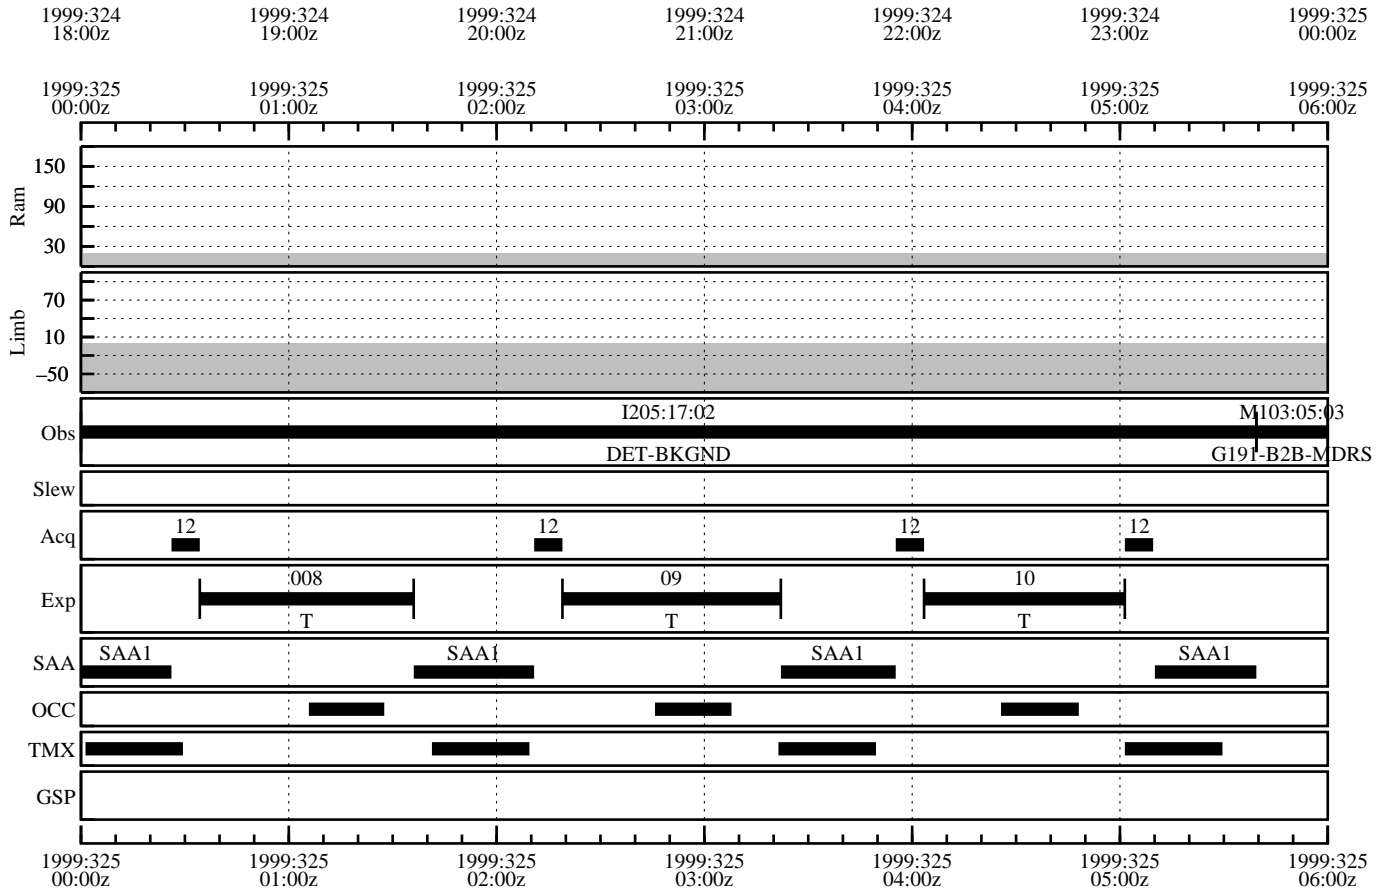 1999:324 1999:324 1999:324 1999:324 1999:324 1999:324 1999:325
18:00z 19:00z 20:00z 21:00z 22:00z 23:00z 00:00z
1999:325 1999:325 1999:325 1999:325 1999:325 1999:325 1999:325
00:00z 01:00z 02:00z 03:00z 04:00z 05:00z 06:00z
Ram
150
90
30
Limb
70
10
−50
I205:17:02 M103:05:03
Obs
DET-BKGND G191-B2B-MDRS
Slew
12 12 12 12
Acq
008 09 10
Exp
T T T
SAA1 SAA1 SAA1 SAA1
SAA
OCC
TMX
GSP
1999:325 1999:325 1999:325 1999:325 1999:325 1999:325 1999:325
00:00z 01:00z 02:00z 03:00z 04:00z 05:00z 06:00z